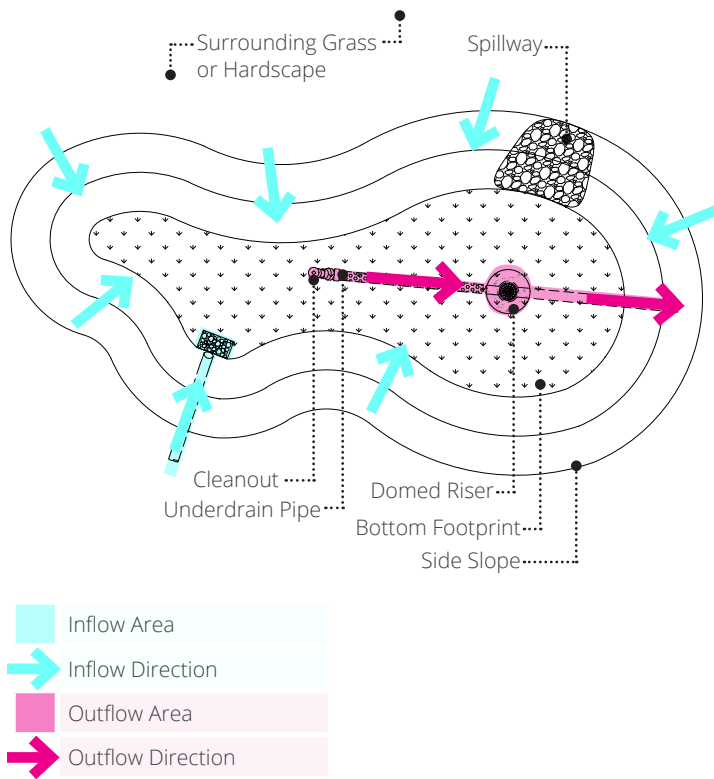 Surrounding Grass
or Hardscape
Spillway
Cleanout
Underdrain Pipe
Domed Riser
Bottom Footprint
Side Slope
Inflow Area
Inflow Direction
Outflow Area
Outflow Direction